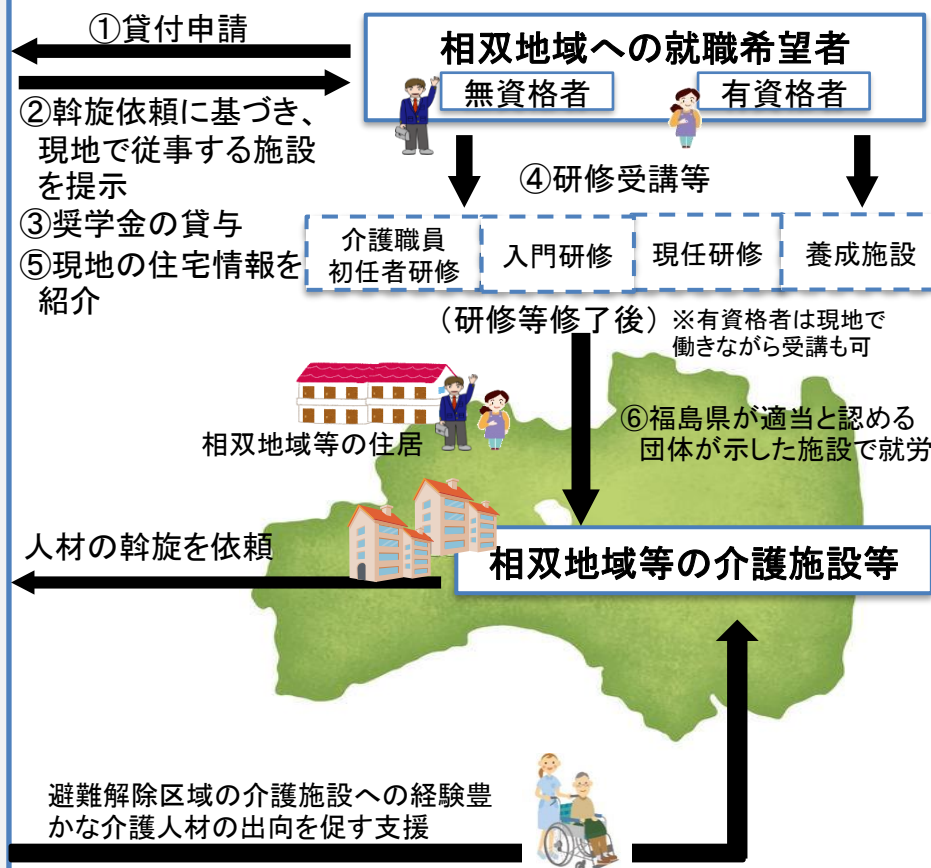 ①貸付申請
相双地域への就職希望者
無資格者
有資格者
②斡旋依頼に基づき、
現地で従事する施設
を提示
③奨学金の貸与
⑤現地の住宅情報を
紹介
④研修受講等
介護職員
初任者研修
入門研修
現任研修
養成施設
（研修等修了後）
※有資格者は現地で
働きながら受講も可
相双地域等の住居
⑥福島県が適当と認める
団体が示した施設で就労
人材の斡旋を依頼
相双地域等の介護施設等
避難解除区域の介護施設への経験豊
かな介護人材の出向を促す支援